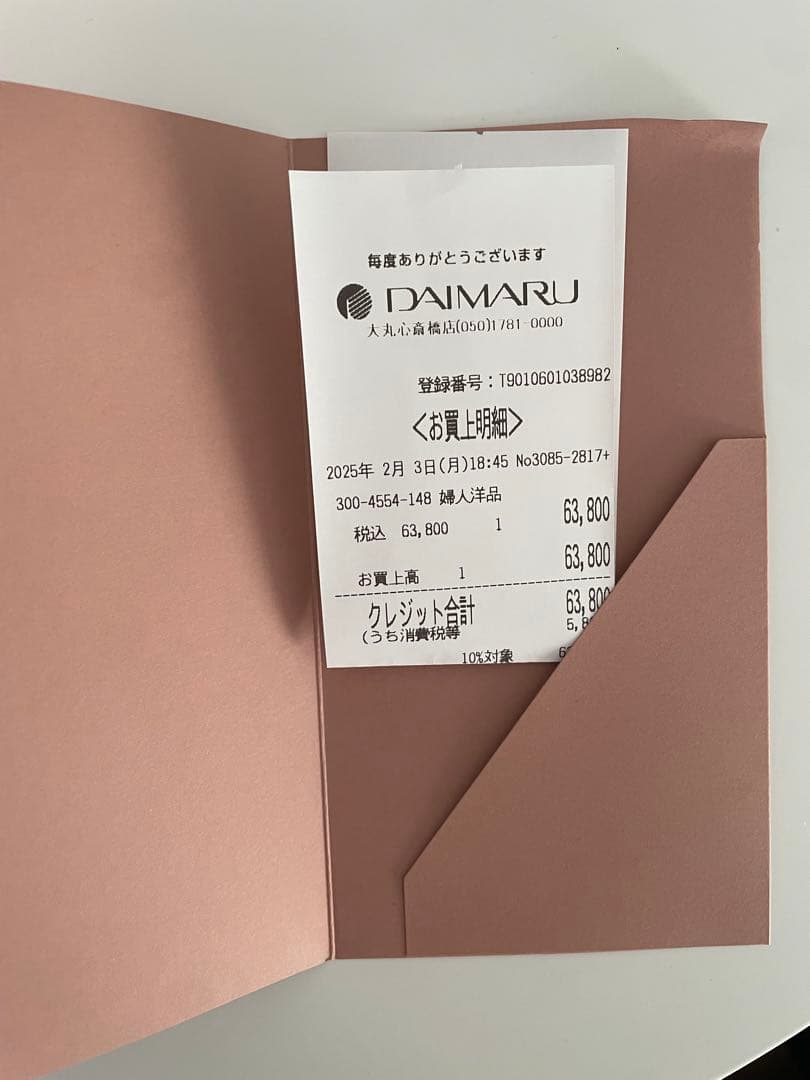 毎度ありがとうございます
DAIMARU
大丸心斎橋店(050)1781-0000
登録番号：T9010601038982
<お買上明細>
2025年 2月 3日(月)18:45 No3085-2817+
300-4554-148 婦人洋品
税込 63,800 1 63,800
お買上高 1 63,800
クレジット合計 63,800
(うち消費税等
10%対象